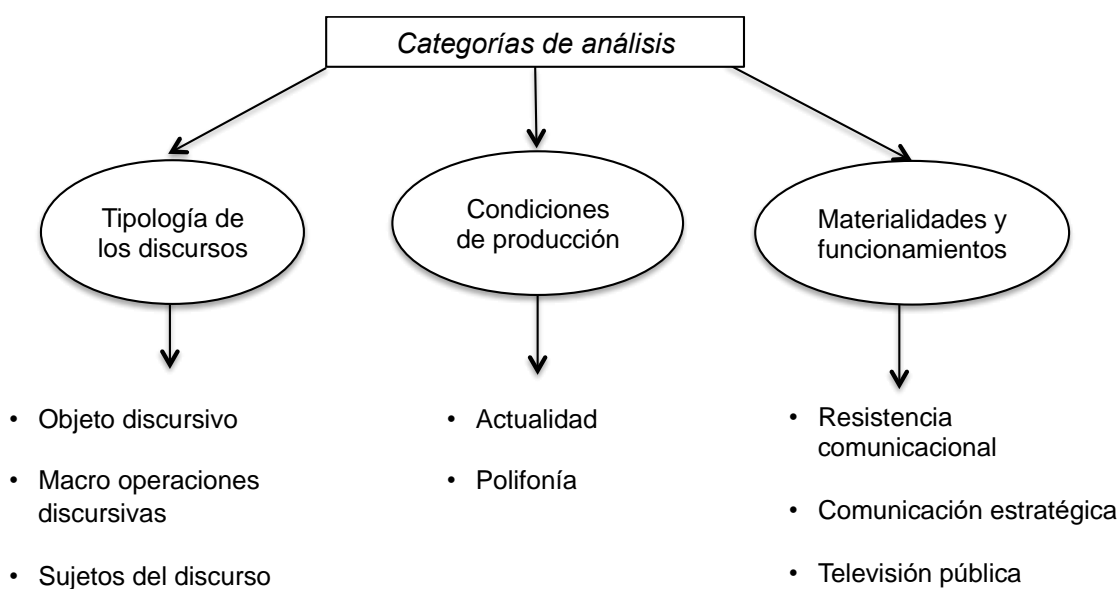 Categorías de análisis
Tipología de
los discursos
Condiciones
de producción
Materialidades y
funcionamientos
• Objeto discursivo
• Macro operaciones
discursivas
• Sujetos del discurso
• Actualidad
• Polifonía
• Resistencia
comunicacional
• Comunicación estratégica
• Televisión pública